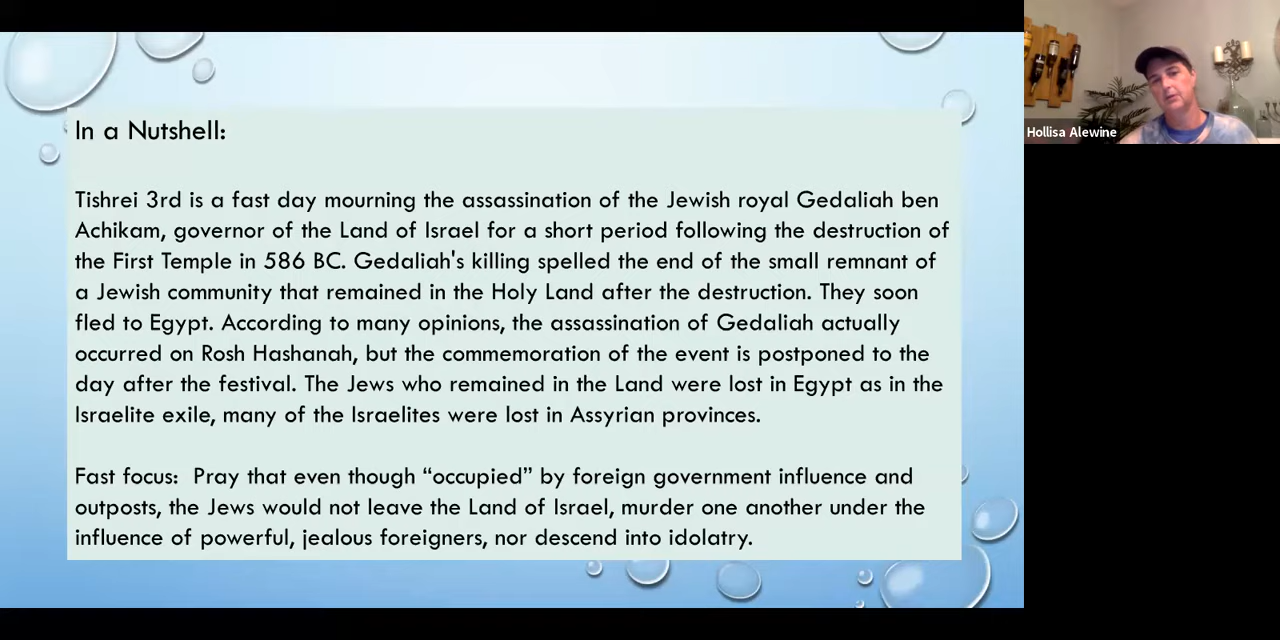 In a Nutshell:
Tishrei 3rd is a fast day mourning the assassination of the Jewish royal Gedaliah ben
Achikam, governor of the Land of Israel for a short period following the destruction of
the First Temple in 586 BC. Gedaliah's killing spelled the end of the small remnant of
a Jewish community that remained in the Holy Land after the destruction. They soon
fled to Egypt. According to many opinions, the assassination of Gedaliah actually
occurred on Rosh Hashanah, but the commemoration of the event is postponed to the
day after the festival. The Jews who remained in the Land were lost in Egypt as in the
Israelite exile, many of the Israelites were lost in Assyrian provinces.
Fast focus:  Pray that even though “occupied” by foreign government influence and
outposts, the Jews would not leave the Land of Israel, murder one another under the
influence of powerful, jealous foreigners, nor descend into idolatry.
Hollisa Alewine